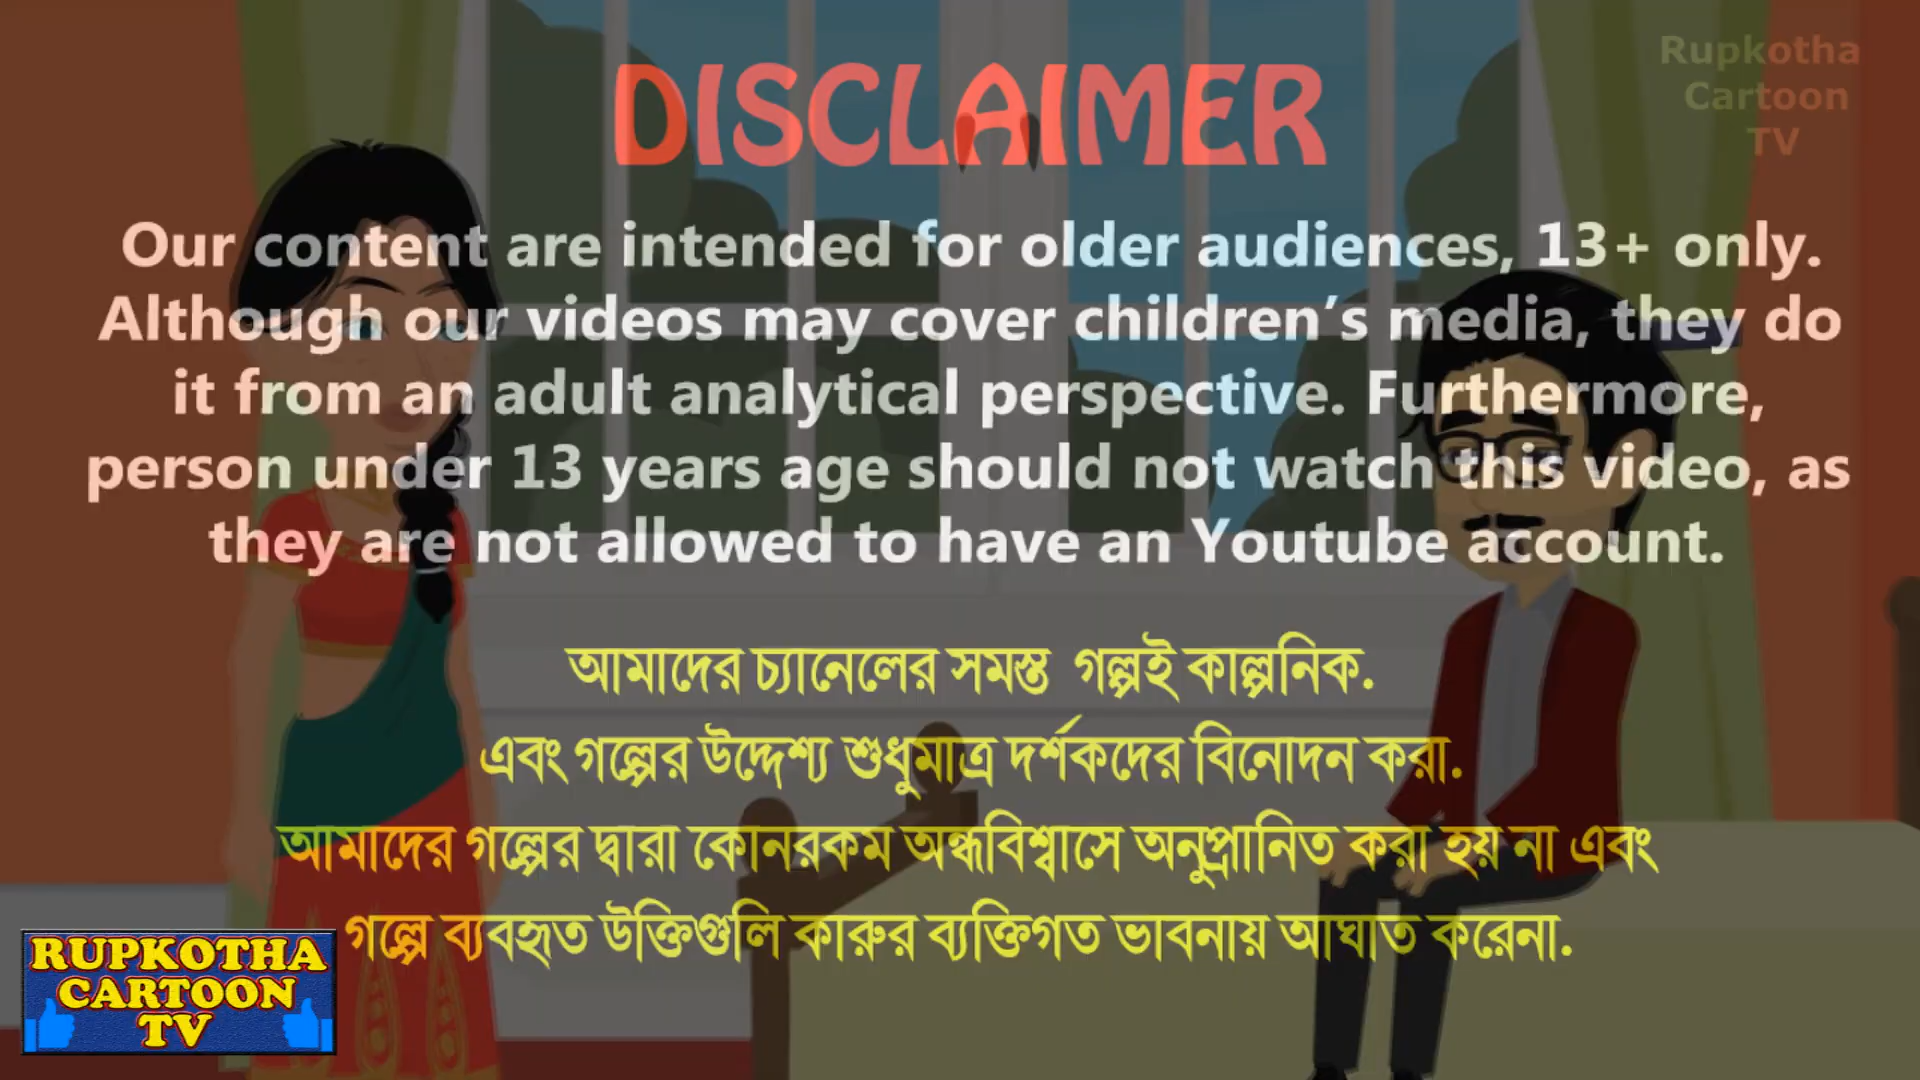 Rupkotha
Cartoon
TV
DISCLAIMER
Our content are intended for older audiences, 13+ only.
Although our videos may cover children’s media, they do
it from an adult analytical perspective. Furthermore,
person under 13 years age should not watch this video, as
they are not allowed to have an Youtube account.
আমাদের চ্যানেলের সমস্ত গল্পই কাল্পনিক.
এবং গল্পের উদ্দেশ্য শুধুমাত্র দর্শকদের বিনোদন করা.
আমাদের গল্পের দ্বারা কোনরকম অন্ধবিশ্বাসে অনুপ্রানিত করা হয় না এবং
গল্পে ব্যবহৃত উক্তিগুলি কারুর ব্যক্তিগত ভাবনায় আঘাত করেনা.
RUPKOTHA
CARTOON
TV